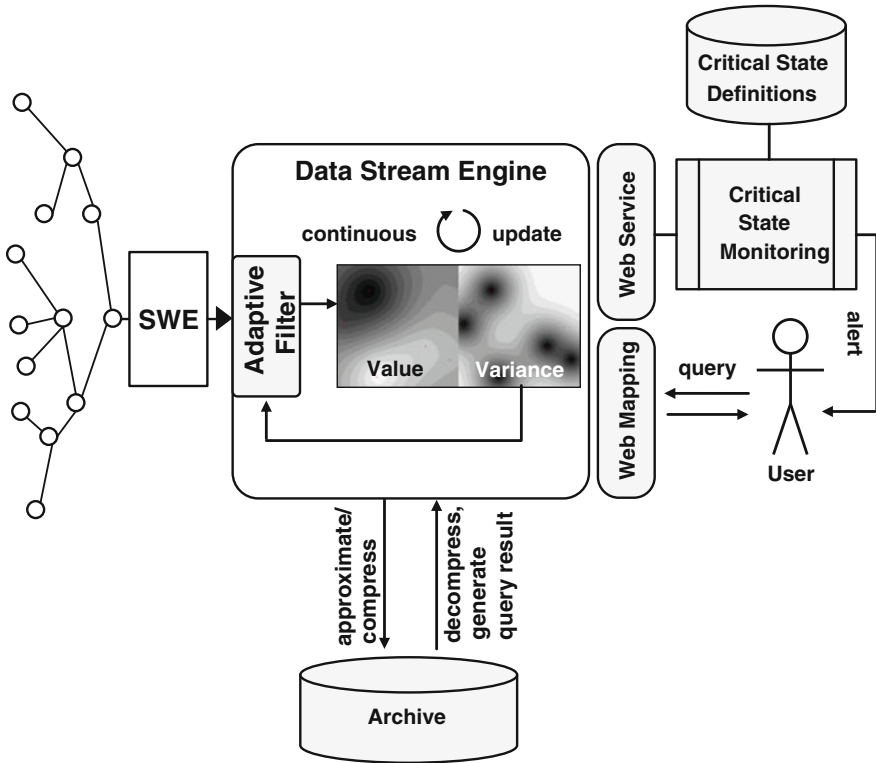 Critical State
Definitions
Data Stream Engine
continuous
update
SWE
Adaptive
Filter
Value
Variance
Web Service
Web Mapping
Critical
State
Monitoring
alert
query
User
approximate/
compress
decompress,
generate
query result
Archive